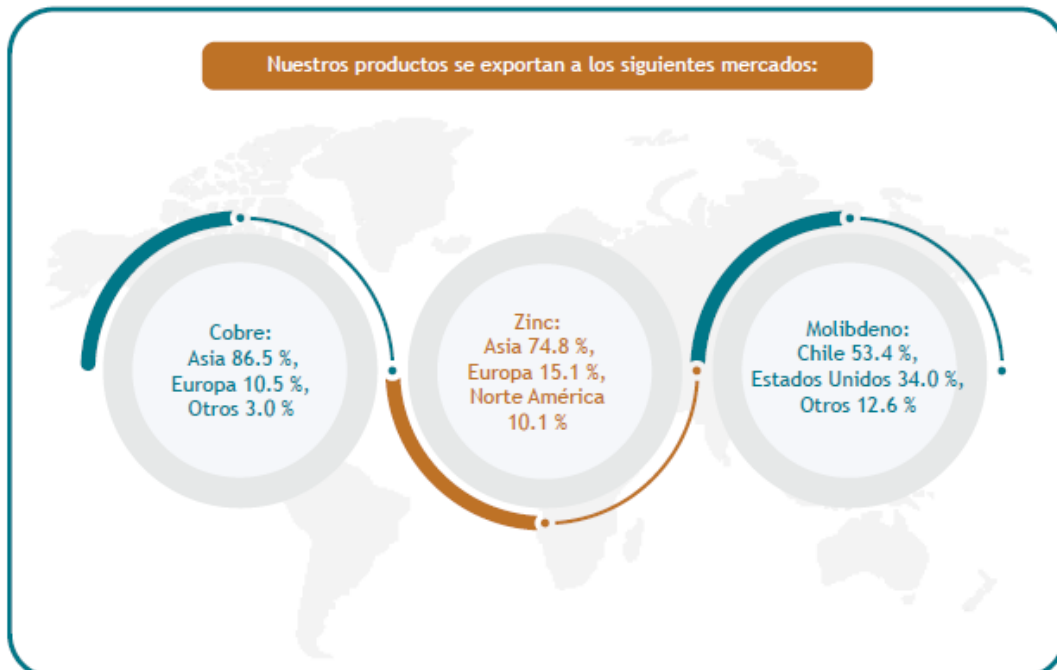 Nuestros productos se exportan a los siguientes mercados:
Cobre:
Asia 86.5 %,
Europa 10.5 %,
Otros 3.0 %
Zinc:
Asia 74.8 %,
Europa 15.1 %,
Norte América
10.1 %
Molibdeno:
Chile 53.4 %,
Estados Unidos 34.0 %,
Otros 12.6 %